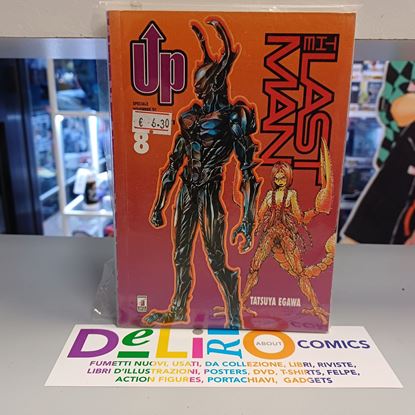 UP
THE
LAST
MAN
SPECIALE
€ 6.30
8
TATSUYA EGAWA
DeLiRIO ABOUT COMICS
FUMETTI NUOVI, USATI, DA COLLEZIONE, LIBRI, RIVISTE,
LIBRI D'ILLUSTRAZIONI, POSTERS, DVD, T-SHIRTS, FELPE,
ACTION FIGURES, PORTACHIAVI, GADGETS